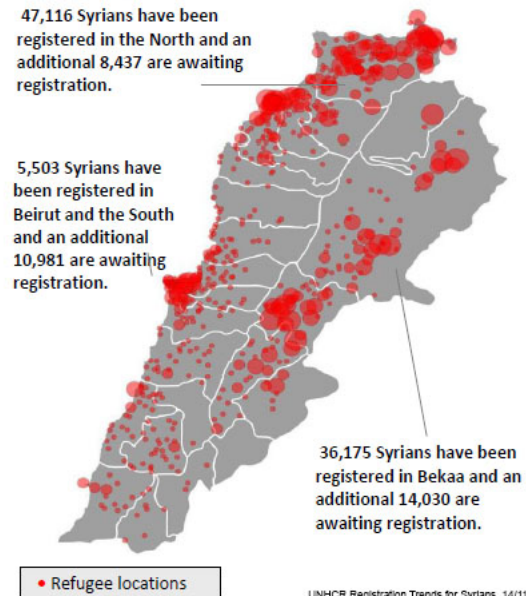 47,116 Syrians have been
registered in the North and an
additional 8,437 are awaiting
registration.
5,503 Syrians have
been registered in
Beirut and the South
and an additional
10,981 are awaiting
registration.
36,175 Syrians have been
registered in Bekaa and an
additional 14,030 are
awaiting registration.
Refugee locations
UNHCR Registration Trends for Syrians, 14/11